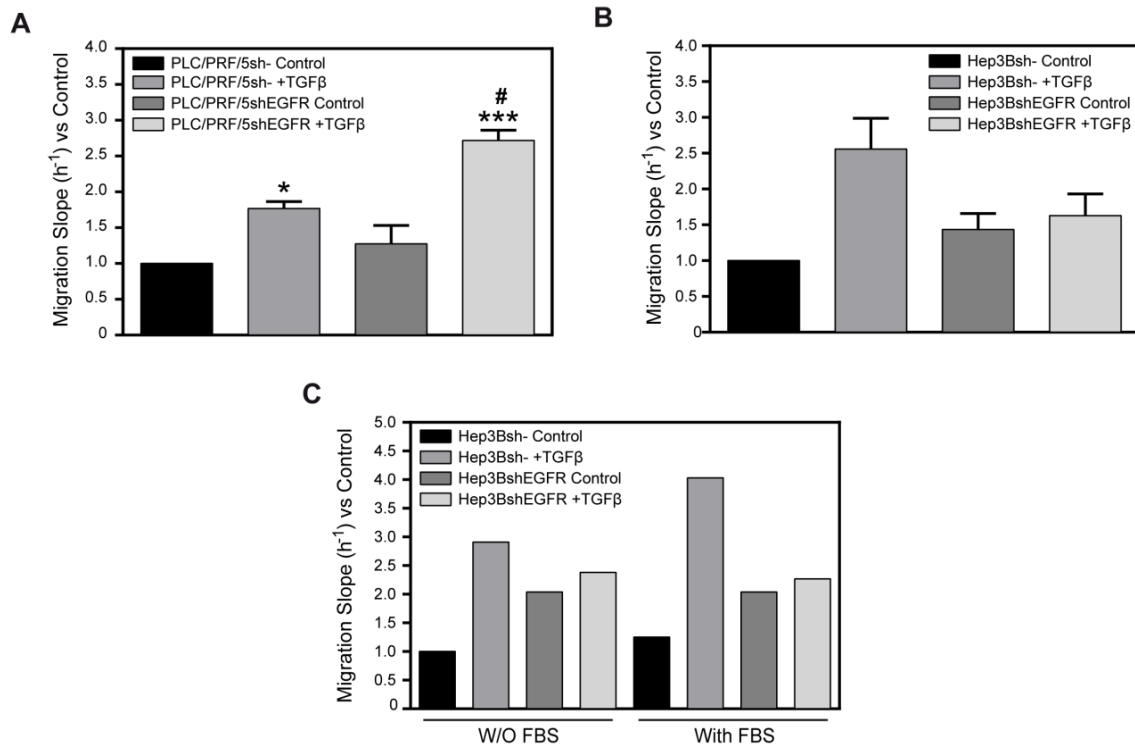 A
Migration Slope (h⁻¹) vs Control
4.0
3.5
3.0
2.5
2.0
1.5
1.0
0.5
0
PLC/PRF/5sh- Control
PLC/PRF/5sh- +TGFβ
PLC/PRF/5shEGFR Control
PLC/PRF/5shEGFR +TGFβ
*
#
***
B
Migration Slope (h⁻¹) vs Control
4.0
3.5
3.0
2.5
2.0
1.5
1.0
0.5
0
Hep3Bsh- Control
Hep3Bsh- +TGFβ
Hep3BshEGFR Control
Hep3BshEGFR +TGFβ
C
Migration Slope (h⁻¹) vs Control
5.0
4.5
4.0
3.5
3.0
2.5
2.0
1.5
1.0
0.5
0
Hep3Bsh- Control
Hep3Bsh- +TGFβ
Hep3BshEGFR Control
Hep3BshEGFR +TGFβ
W/O FBS
With FBS